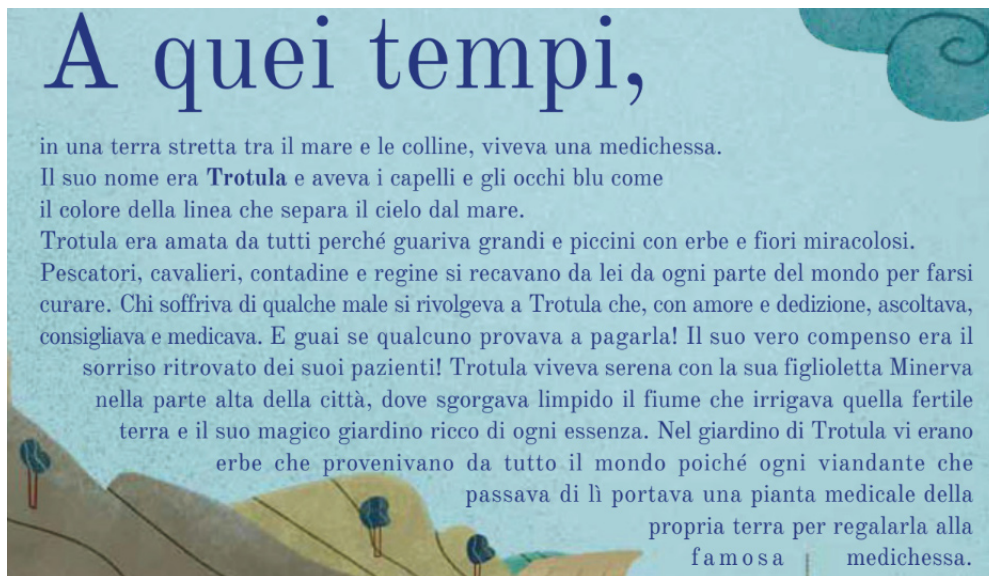 A quei tempi,
in una terra stretta tra il mare e le colline, viveva una medichessa.
Il suo nome era Trotula e aveva i capelli e gli occhi blu come
il colore della linea che separa il cielo dal mare.
Trotula era amata da tutti perché guariva grandi e piccini con erbe e fiori miracolosi.
Pescatori, cavalieri, contadine e regine si recavano da lei da ogni parte del mondo per farsi
curare. Chi soffriva di qualche male si rivolgeva a Trotula che, con amore e dedizione, ascoltava,
consigliava e medicava. E guai se qualcuno provava a pagarla! Il suo vero compenso era il
sorriso ritrovato dei suoi pazienti! Trotula viveva serena con la sua figlioletta Minerva
nella parte alta della città, dove sgorgava limpido il fiume che irrigava quella fertile
terra e il suo magico giardino ricco di ogni essenza. Nel giardino di Trotula vi erano
erbe che provenivano da tutto il mondo poiché ogni viandante che
passava di lì portava una pianta medicale della
propria terra per regalarla alla
famosa medichessa.